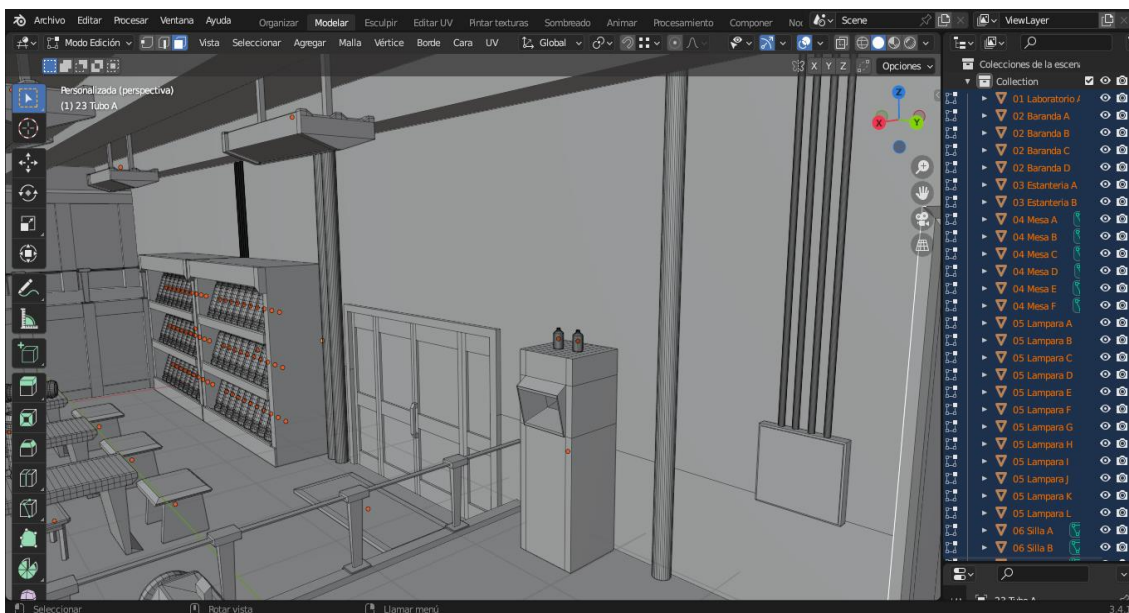 Archivo Editar Procesar Ventana Ayuda Organizar Modelar Esculpir Editar UV Pintar texturas Sombreado Animar Procesamiento Componer Scene ViewLayer
Modo Edición Vista Seleccionar Agregar Malla Vértice Borde Cara UV Global
X Y Z Opciones
Personalizada (perspectiva)
(1) 23 Tubo A
Z
X Y
Colecciones de la escen
Collection
01 Laboratorio A
02 Baranda A
02 Baranda B
02 Baranda C
02 Baranda D
03 Estanteria A
03 Estanteria B
04 Mesa A
04 Mesa B
04 Mesa C
04 Mesa D
04 Mesa E
04 Mesa F
05 Lampara A
05 Lampara B
05 Lampara C
05 Lampara D
05 Lampara E
05 Lampara F
05 Lampara G
05 Lampara H
05 Lampara I
05 Lampara J
05 Lampara K
05 Lampara L
06 Silla A
06 Silla B
23 Tubo A
Seleccionar Rotar vista Llamar menú